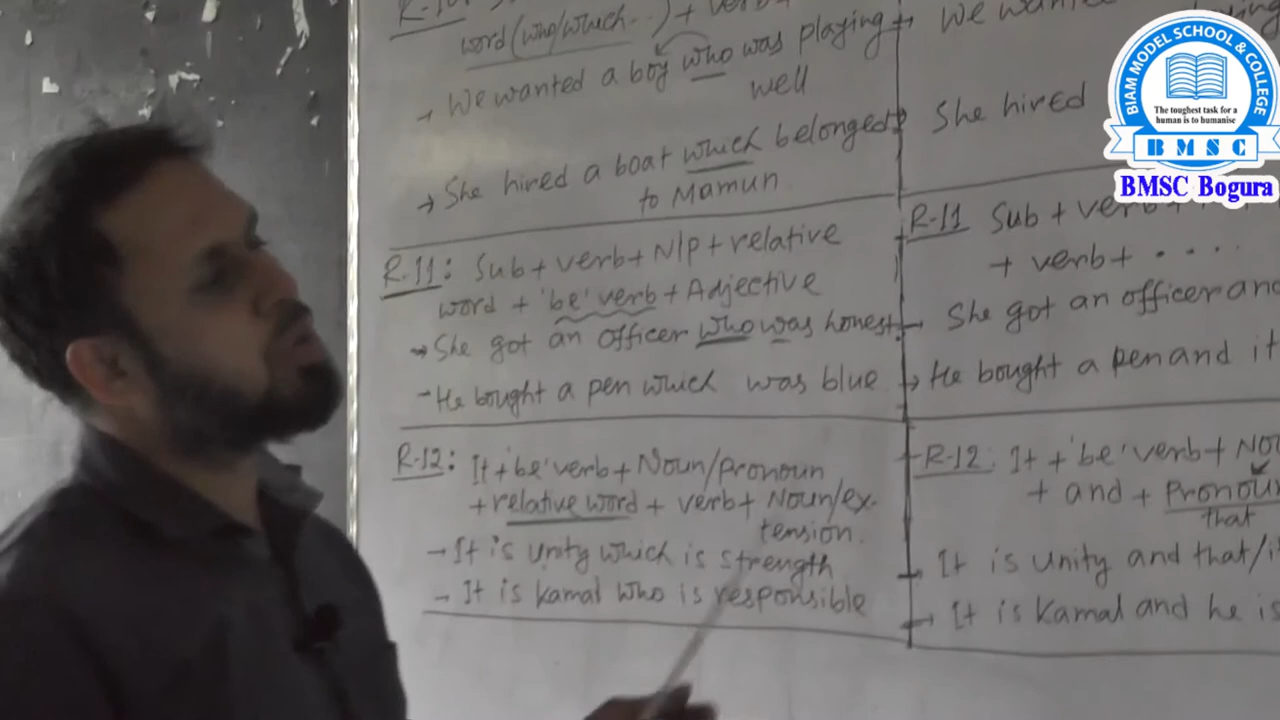 word (who/which...) + verb
→ We wanted a boy who was playing
well
→ She hired a boat which belonged
to Mamun
R-11: Sub + verb + N/P + relative
word + 'be' verb + Adjective
→ She got an officer who was honest
- He bought a pen which was blue
R-12: It + 'be' verb + Noun/pronoun
+ relative word + verb + Noun/ex-
tension.
→ It is unity which is strength
→ It is Kamal who is responsible
→ We
She hired
R-11 Sub + verb +
+ verb + ....
→ She got an officer and
→ He bought a pen and it
R-12: It + 'be' verb +
+ and +
that
→ It is unity and that/
→ It is Kamal and he is
BIAM MODEL SCHOOL & COLLEGE
The toughest task for a
human is to humanise
BMSC
BMSC Bogura